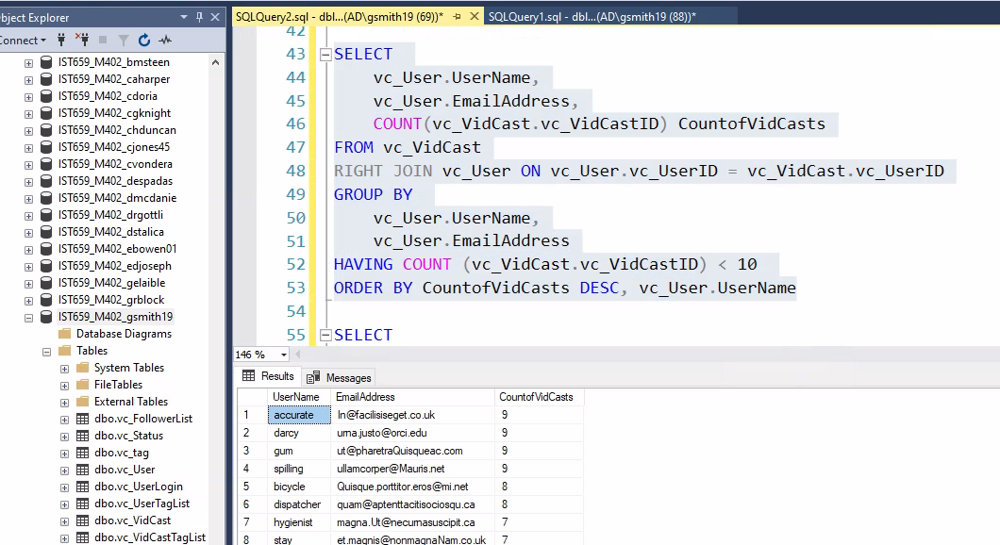 bject Explorer
Connect
IST659_M402_bmsteen
IST659_M402_caharper
IST659_M402_cdoria
IST659_M402_cgknight
IST659_M402_chduncan
IST659_M402_cjones45
IST659_M402_cvondera
IST659_M402_despadas
IST659_M402_dmcdanie
IST659_M402_drgottli
IST659_M402_dstalica
IST659_M402_ebowen01
IST659_M402_edjoseph
IST659_M402_gelaible
IST659_M402_grblock
IST659_M402_gsmith19
Database Diagrams
Tables
System Tables
FileTables
External Tables
dbo.vc_FollowerList
dbo.vc_Status
dbo.vc_tag
dbo.vc_User
dbo.vc_UserLogin
dbo.vc_UserTagList
dbo.vc_VidCast
dbo.vc_VidCastTagList
SQLQuery2.sql - dbl...(AD\gsmith19 (69))* SQLQuery1.sql - dbl...(AD\gsmith19 (88))*
42
43 SELECT
44 vc_User.UserName,
45 vc_User.EmailAddress,
46 COUNT(vc_VidCast.vc_VidCastID) CountofVidCasts
47 FROM vc_VidCast
48 RIGHT JOIN vc_User ON vc_User.vc_UserID = vc_VidCast.vc_UserID
49 GROUP BY
50 vc_User.UserName,
51 vc_User.EmailAddress
52 HAVING COUNT (vc_VidCast.vc_VidCastID) < 10
53 ORDER BY CountofVidCasts DESC, vc_User.UserName
54
55 SELECT
146 %
Results Messages
UserName EmailAddress CountofVidCasts
1 accurate In@facilisiseget.co.uk 9
2 darcy urna.justo@orci.edu 9
3 gum ut@pharetraQuisqueac.com 9
4 spilling ullamcorper@Mauris.net 9
5 bicycle Quisque.porttitor.eros@mi.net 8
6 dispatcher quam@aptenttacitisociosqu.ca 8
7 hygienist magna.Ut@necurnasuscipit.ca 7
8 stay et.magnis@nonmagnaNam.co.uk 7